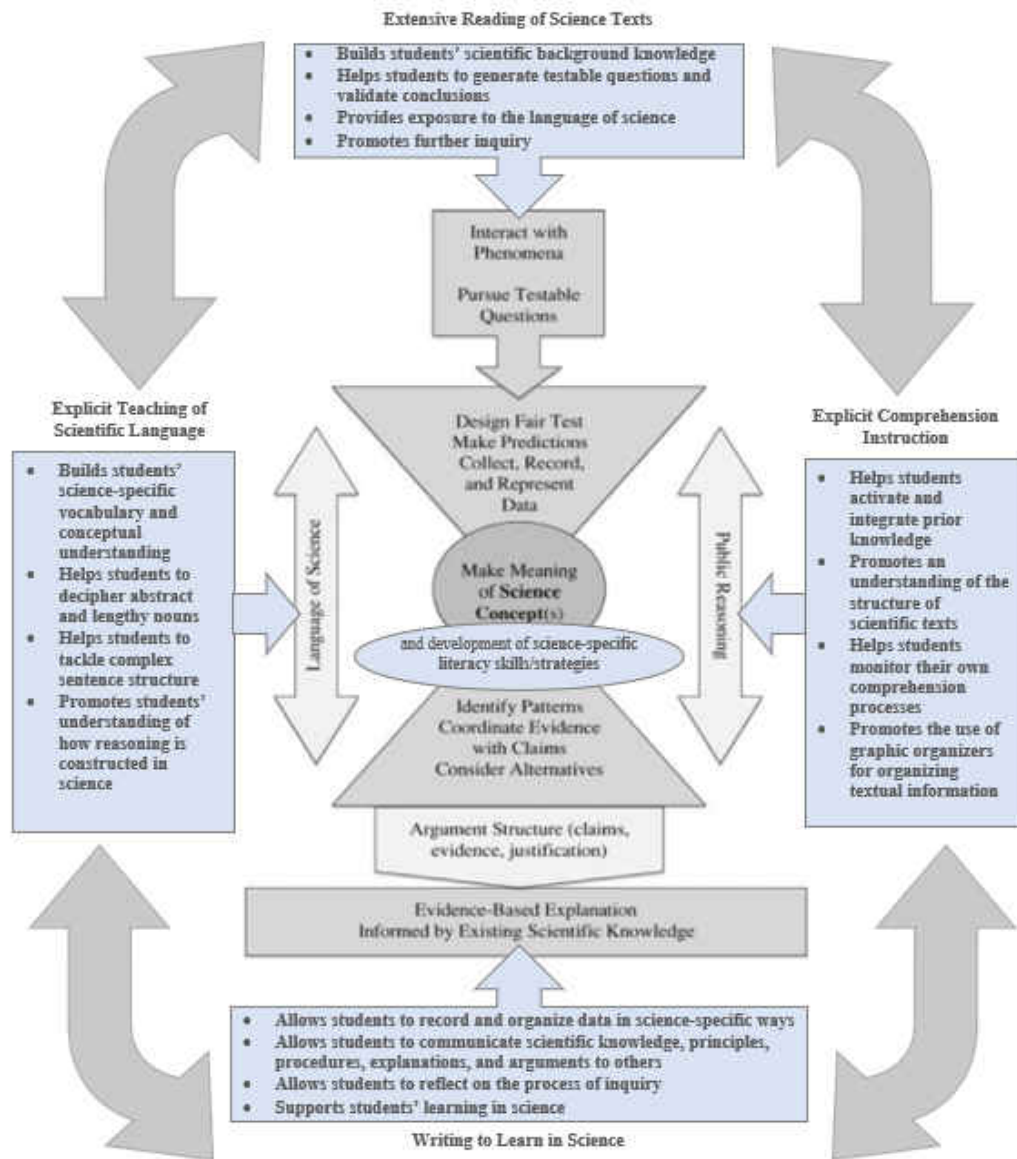 Extensive Reading of Science Texts
• Builds students' scientific background knowledge
• Helps students to generate testable questions and
validate conclusions
• Provides exposure to the language of science
• Promotes further inquiry
Interact with
Phenomena
Pursue Testable
Questions
Explicit Teaching of
Scientific Language
• Builds students'
science-specific
vocabulary and
conceptual
understanding
• Helps students to
decipher abstract
and lengthy nouns
• Helps students to
tackle complex
sentence structure
• Promotes students'
understanding of
how reasoning is
constructed in
science
Language of Science
Design Fair Test
Make Predictions
Collect, Record,
and Represent
Data
Make Meaning
of Science
Concept(s)
and development of science-specific
literacy skills/strategies
Identify Patterns
Coordinate Evidence
with Claims
Consider Alternatives
Public Reasoning
Explicit Comprehension
Instruction
• Helps students
activate and
integrate prior
knowledge
• Promotes an
understanding of the
structure of
scientific texts
• Helps students
monitor their own
comprehension
processes
• Promotes the use of
graphic organizers
for organizing
textual information
Argument Structure (claims,
evidence, justification)
Evidence-Based Explanation
Informed by Existing Scientific Knowledge
• Allows students to record and organize data in science-specific ways
• Allows students to communicate scientific knowledge, principles,
procedures, explanations, and arguments to others
• Allows students to reflect on the process of inquiry
• Supports students' learning in science
Writing to Learn in Science